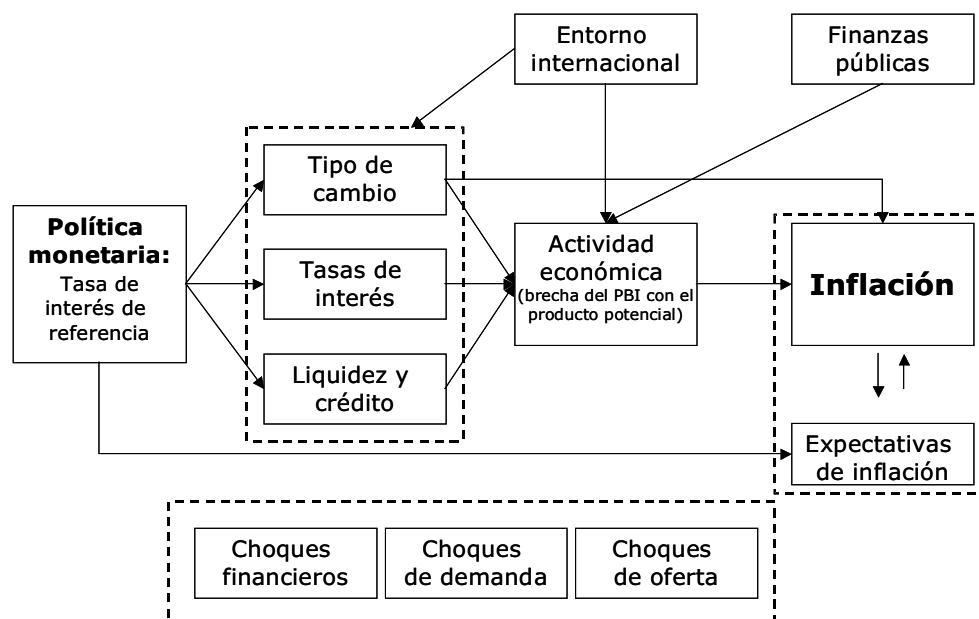 Entorno
internacional
Finanzas
públicas
Tipo de
cambio
Política
monetaria:
Tasa de
interés de
referencia
Tasas de
interés
Actividad
económica
(brecha del PBI con el
producto potencial)
Inflación
Liquidez y
crédito
Expectativas
de inflación
Choques
financieros
Choques
de demanda
Choques
de oferta